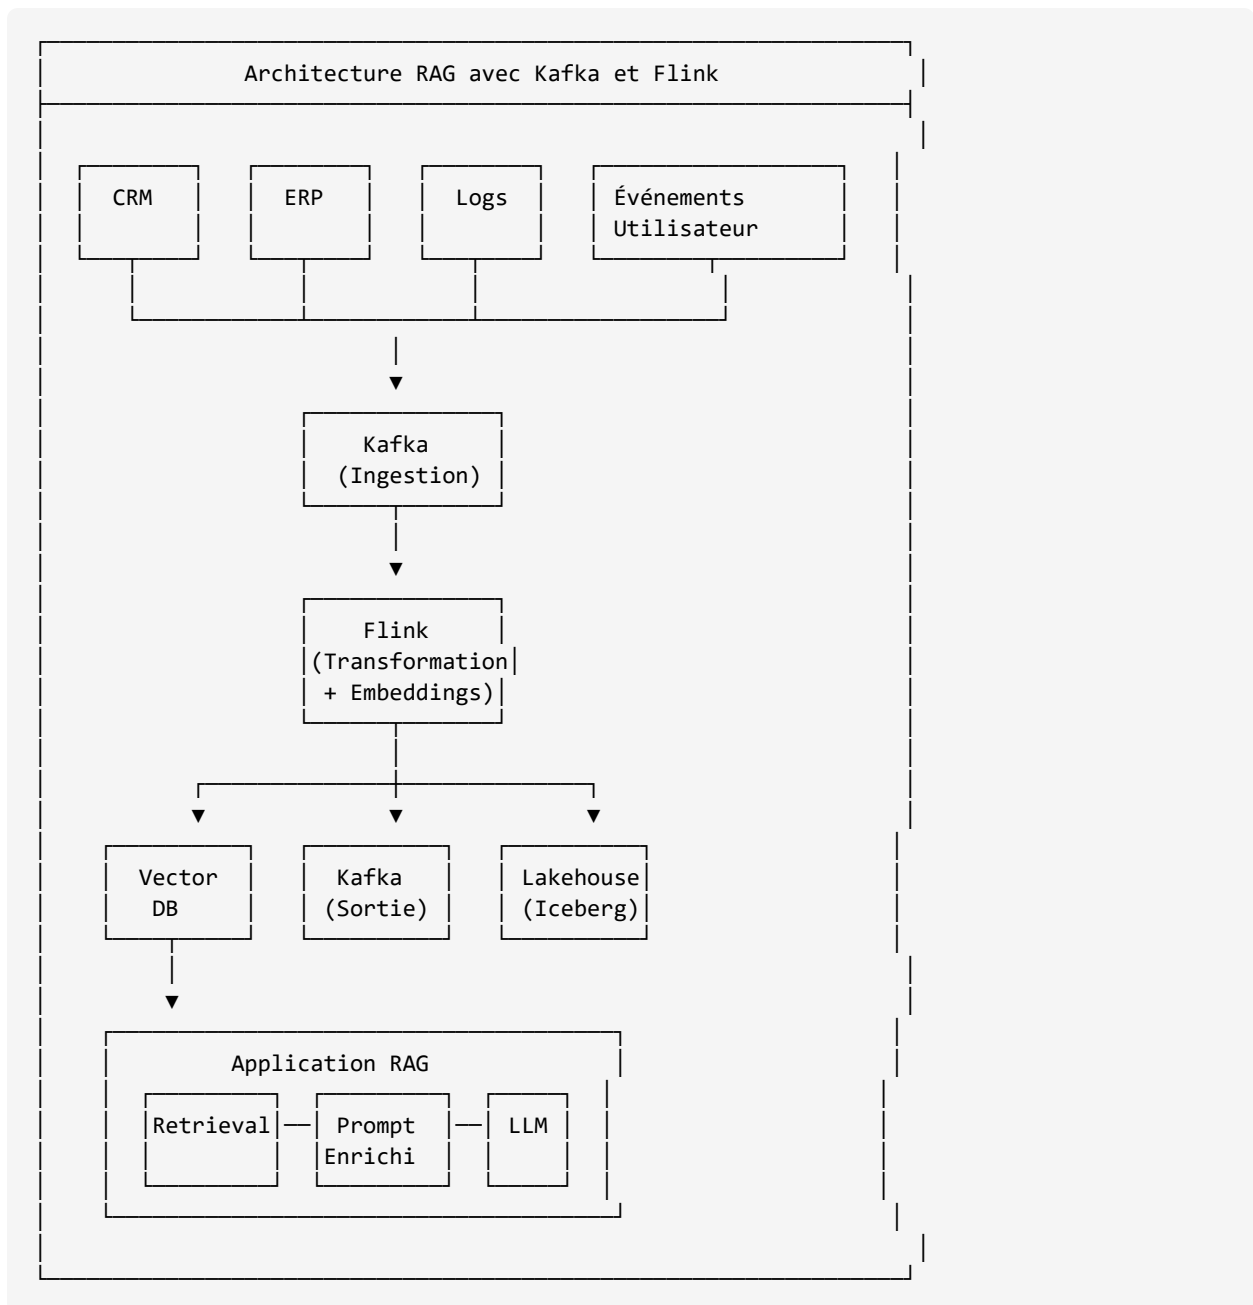 Architecture RAG avec Kafka et Flink
CRM ERP Logs Événements
Utilisateur
Kafka
(Ingestion)
Flink
(Transformation
+ Embeddings)
Vector Kafka Lakehouse
DB (Sortie) (Iceberg)
Application RAG
Retrieval Prompt LLM
Enrichi